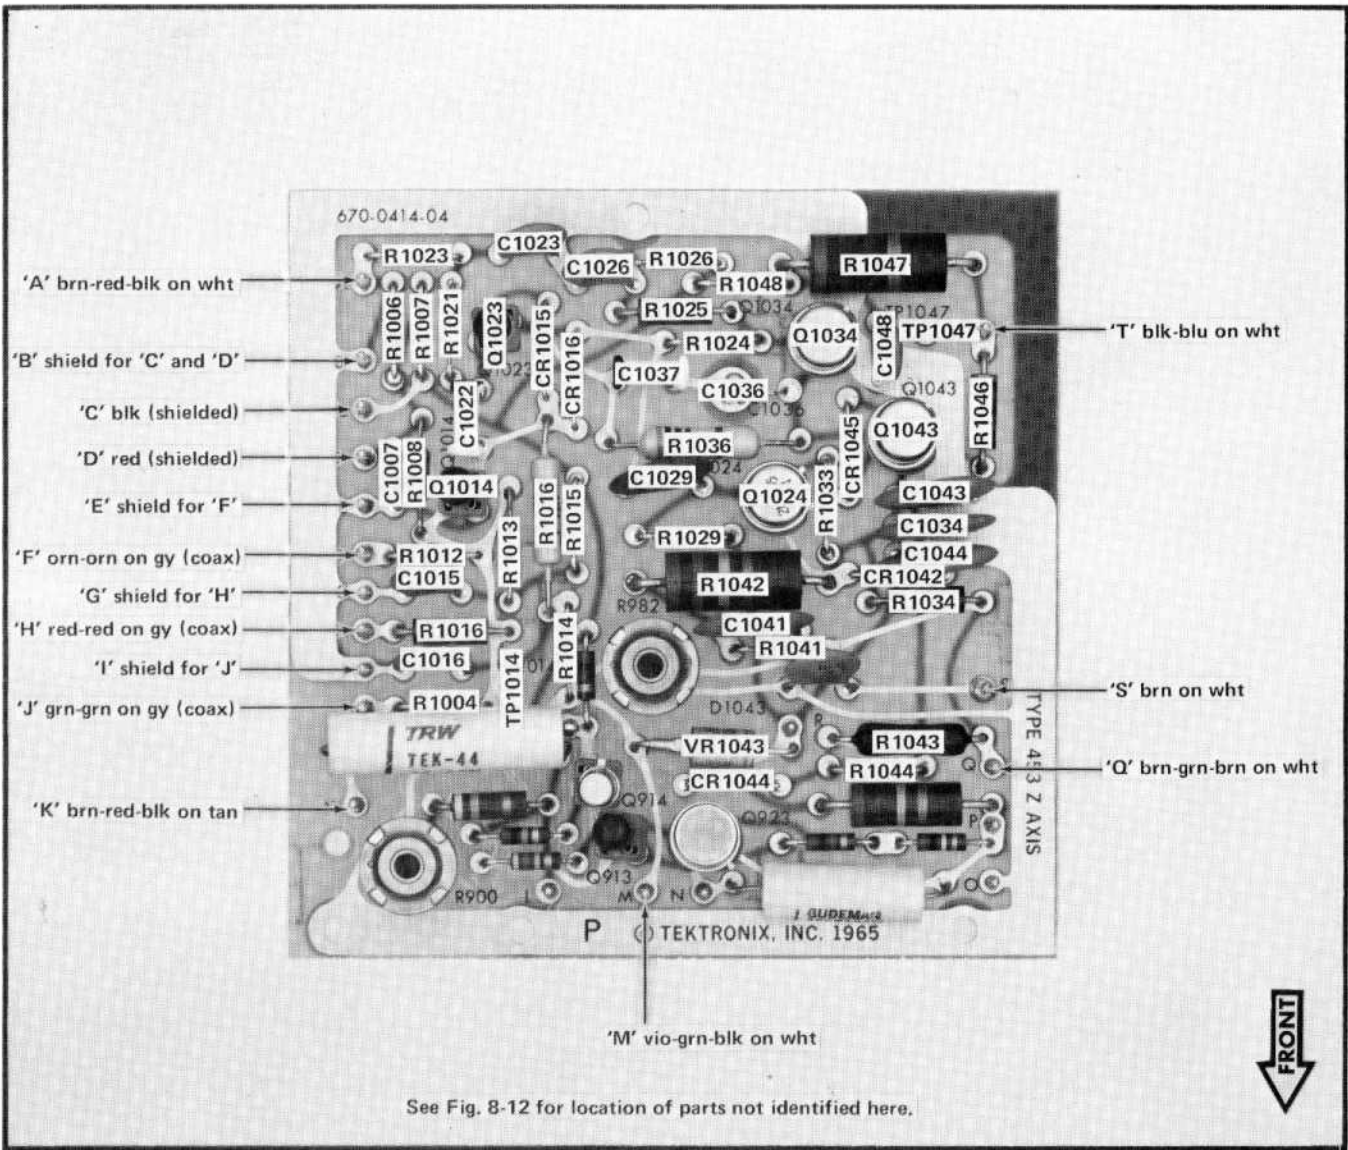 670-0414-04
R1023
C1023
C1026
R1026
R1048
R1047
'A' brn-red-blk on wht
R1006
R1007
R1021
Q1023
CR1015
CR1016
R1025
Q1034
Q1034
C1048
TP1047
TP1047
'T' blk-blu on wht
'B' shield for 'C' and 'D'
R1024
C1037
C1036
C1036
Q1043
R1046
'C' blk (shielded)
C1022
Q1014
R1036
CR1045
Q1043
'D' red (shielded)
C1007
R1008
Q1014
R1016
R1015
C1029
Q1024
R1033
C1043
'E' shield for 'F'
R1013
C1034
'F' orn-orn on gy (coax)
R1012
R1029
C1044
C1015
R1042
CR1042
'G' shield for 'H'
R982
R1034
'H' red-red on gy (coax)
R1016
R1014
C1041
R1041
'I' shield for 'J'
C1016
TP1014
'S' brn on wht
'J' grn-grn on gy (coax)
R1004
D1043
TRW
TEK-44
VR1043
R
R1043
CR1044
R1044
Q
'Q' brn-grn-brn on wht
TYPE 453 Z AXIS
'K' brn-red-blk on tan
Q914
Q923
P
Q913
R900
L
M
N
O
GUDEMAN
P
© TEKTRONIX, INC. 1965
'M' vio-grn-blk on wht
FRONT
See Fig. 8-12 for location of parts not identified here.